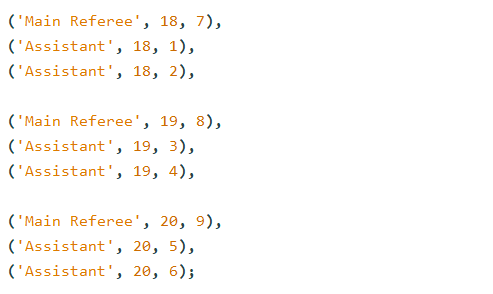 ('Main Referee', 18, 7),
('Assistant', 18, 1),
('Assistant', 18, 2),
('Main Referee', 19, 8),
('Assistant', 19, 3),
('Assistant', 19, 4),
('Main Referee', 20, 9),
('Assistant', 20, 5),
('Assistant', 20, 6);